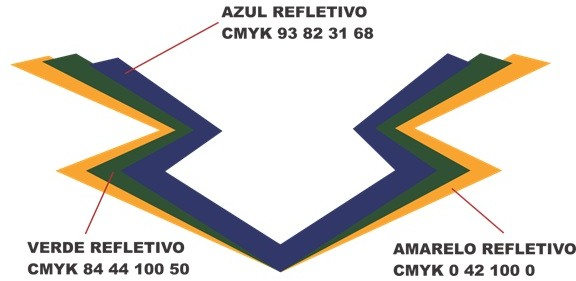 AZUL REFLETIVO
CMYK 93 82 31 68
VERDE REFLETIVO
CMYK 84 44 100 50
AMARELO REFLETIVO
CMYK 0 42 100 0